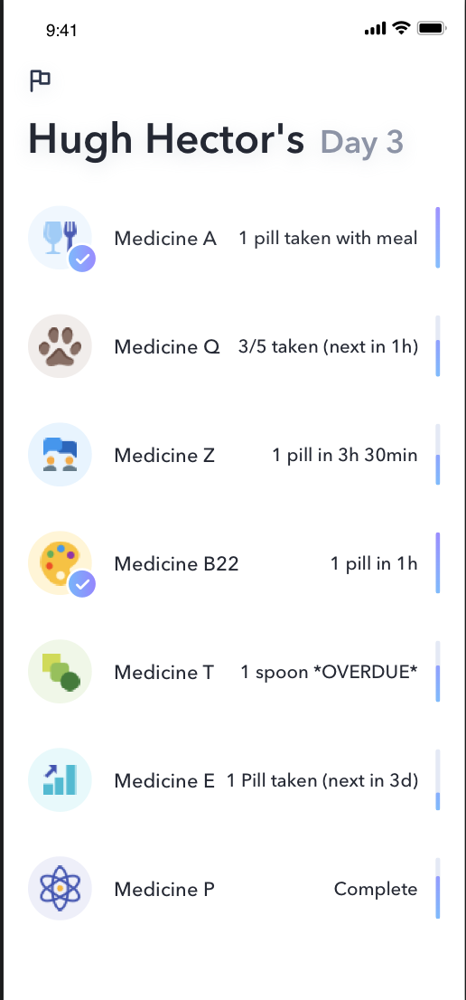 9:41
Hugh Hector's Day 3
Medicine A 1 pill taken with meal
Medicine Q 3/5 taken (next in 1h)
Medicine Z 1 pill in 3h 30min
Medicine B22 1 pill in 1h
Medicine T 1 spoon *OVERDUE*
Medicine E 1 Pill taken (next in 3d)
Medicine P Complete